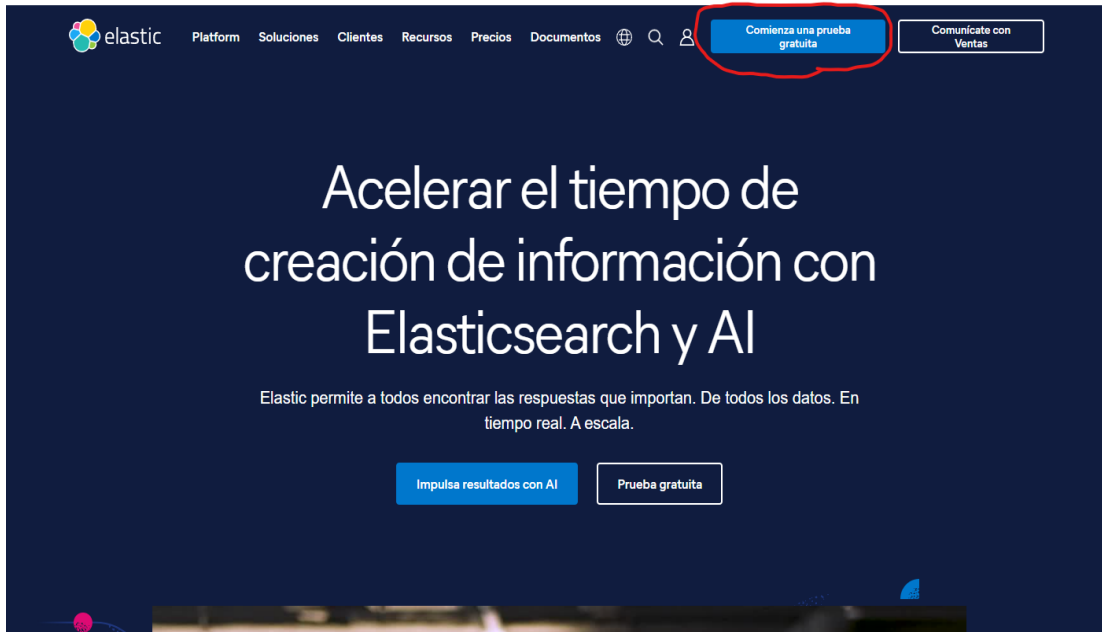 elastic
Platform Soluciones Clientes Recursos Precios Documentos
Comienza una prueba
gratuita
Comunícate con
Ventas
Acelerar el tiempo de
creación de información con
Elasticsearch y AI
Elastic permite a todos encontrar las respuestas que importan. De todos los datos. En
tiempo real. A escala.
Impulsa resultados con AI
Prueba gratuita